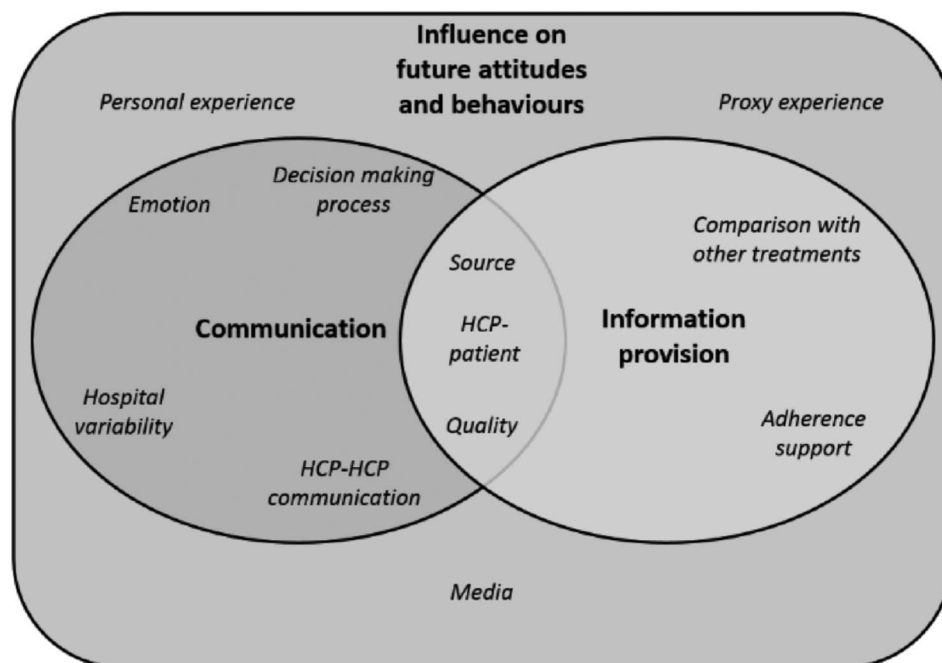 Influence on
future attitudes
and behaviours
Personal experience
Proxy experience
Decision making
process
Emotion
Comparison with
other treatments
Source
Communication
HCP-
patient
Information
provision
Hospital
variability
Quality
Adherence
support
HCP-HCP
communication
Media